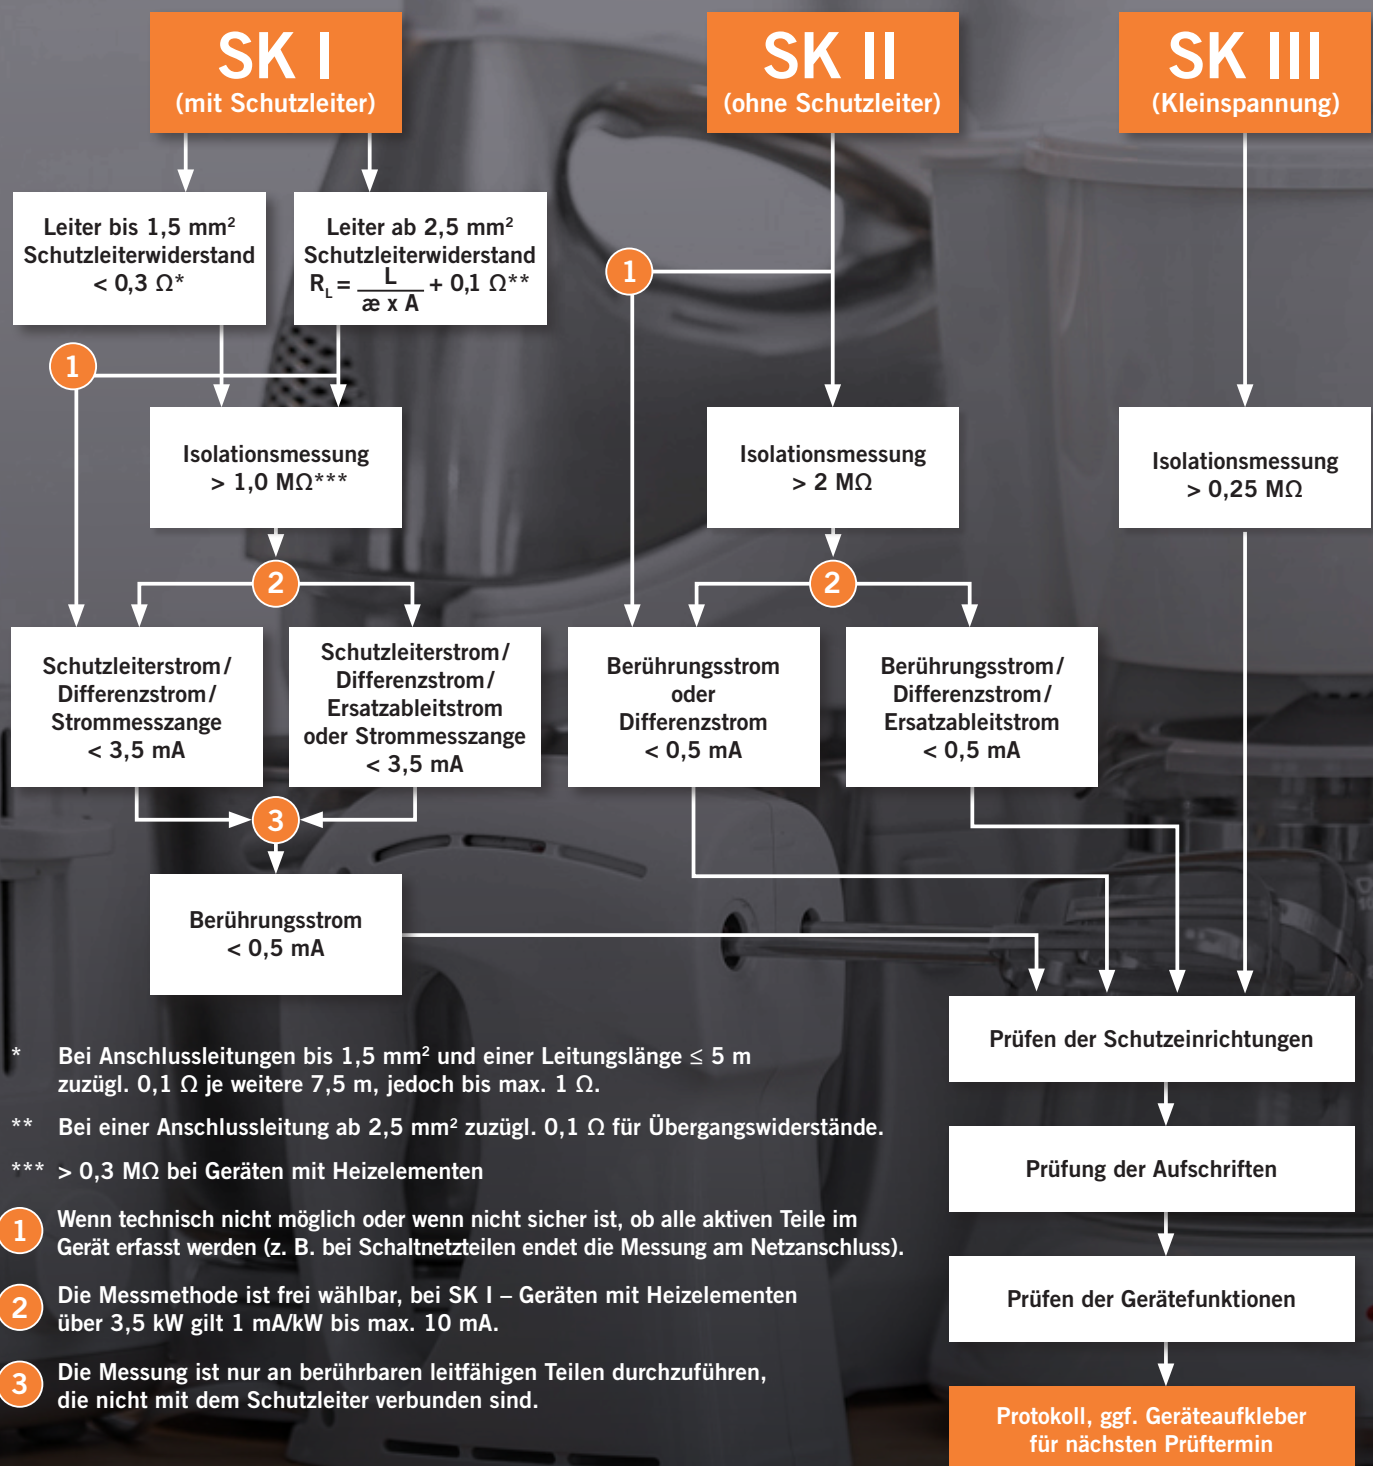 SK I
(mit Schutzleiter)
SK II
(ohne Schutzleiter)
SK III
(Kleinspannung)
Leiter bis 1,5 mm²
Schutzleiterwiderstand
< 0,3 Ω*
Leiter ab 2,5 mm²
Schutzleiterwiderstand
R_L = L / æ x A + 0,1 Ω**
1
1
Isolationsmessung
> 1,0 MΩ***
Isolationsmessung
> 2 MΩ
Isolationsmessung
> 0,25 MΩ
2
2
Schutzleiterstrom/
Differenzstrom/
Strommesszange
< 3,5 mA
Schutzleiterstrom/
Differenzstrom/
Ersatzableitstrom
oder Strommesszange
< 3,5 mA
Berührungsstrom
oder
Differenzstrom
< 0,5 mA
Berührungsstrom/
Differenzstrom/
Ersatzableitstrom
< 0,5 mA
3
Berührungsstrom
< 0,5 mA
Prüfen der Schutzeinrichtungen
Prüfung der Aufschriften
Prüfen der Gerätefunktionen
Protokoll, ggf. Geräteaufkleber
für nächsten Prüftermin
* Bei Anschlussleitungen bis 1,5 mm² und einer Leitungslänge ≤ 5 m
zuzügl. 0,1 Ω je weitere 7,5 m, jedoch bis max. 1 Ω.
** Bei einer Anschlussleitung ab 2,5 mm² zuzügl. 0,1 Ω für Übergangswiderstände.
*** > 0,3 MΩ bei Geräten mit Heizelementen
1 Wenn technisch nicht möglich oder wenn nicht sicher ist, ob alle aktiven Teile im
Gerät erfasst werden (z. B. bei Schaltnetzteilen endet die Messung am Netzanschluss).
2 Die Messmethode ist frei wählbar, bei SK I – Geräten mit Heizelementen
über 3,5 kW gilt 1 mA/kW bis max. 10 mA.
3 Die Messung ist nur an berührbaren leitfähigen Teilen durchzuführen,
die nicht mit dem Schutzleiter verbunden sind.